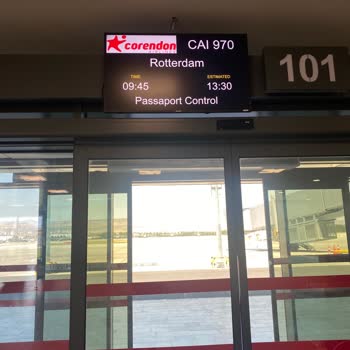 corendon CAI 970
Rotterdam
TIME ESTIMATED
09:45 13:30
Passaport Control
101